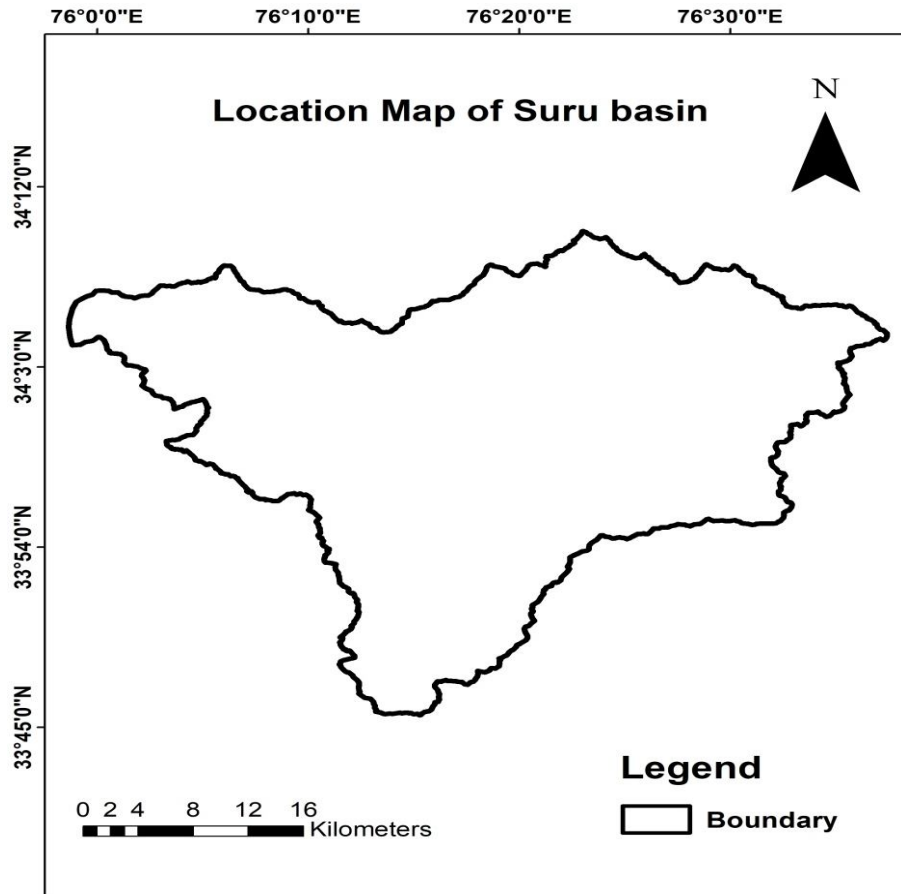 76°0'0"E 76°10'0"E 76°20'0"E 76°30'0"E
Location Map of Suru basin
N
34°12'0"N
34°3'0"N
33°54'0"N
33°45'0"N
Legend
Boundary
0 2 4 8 12 16
Kilometers